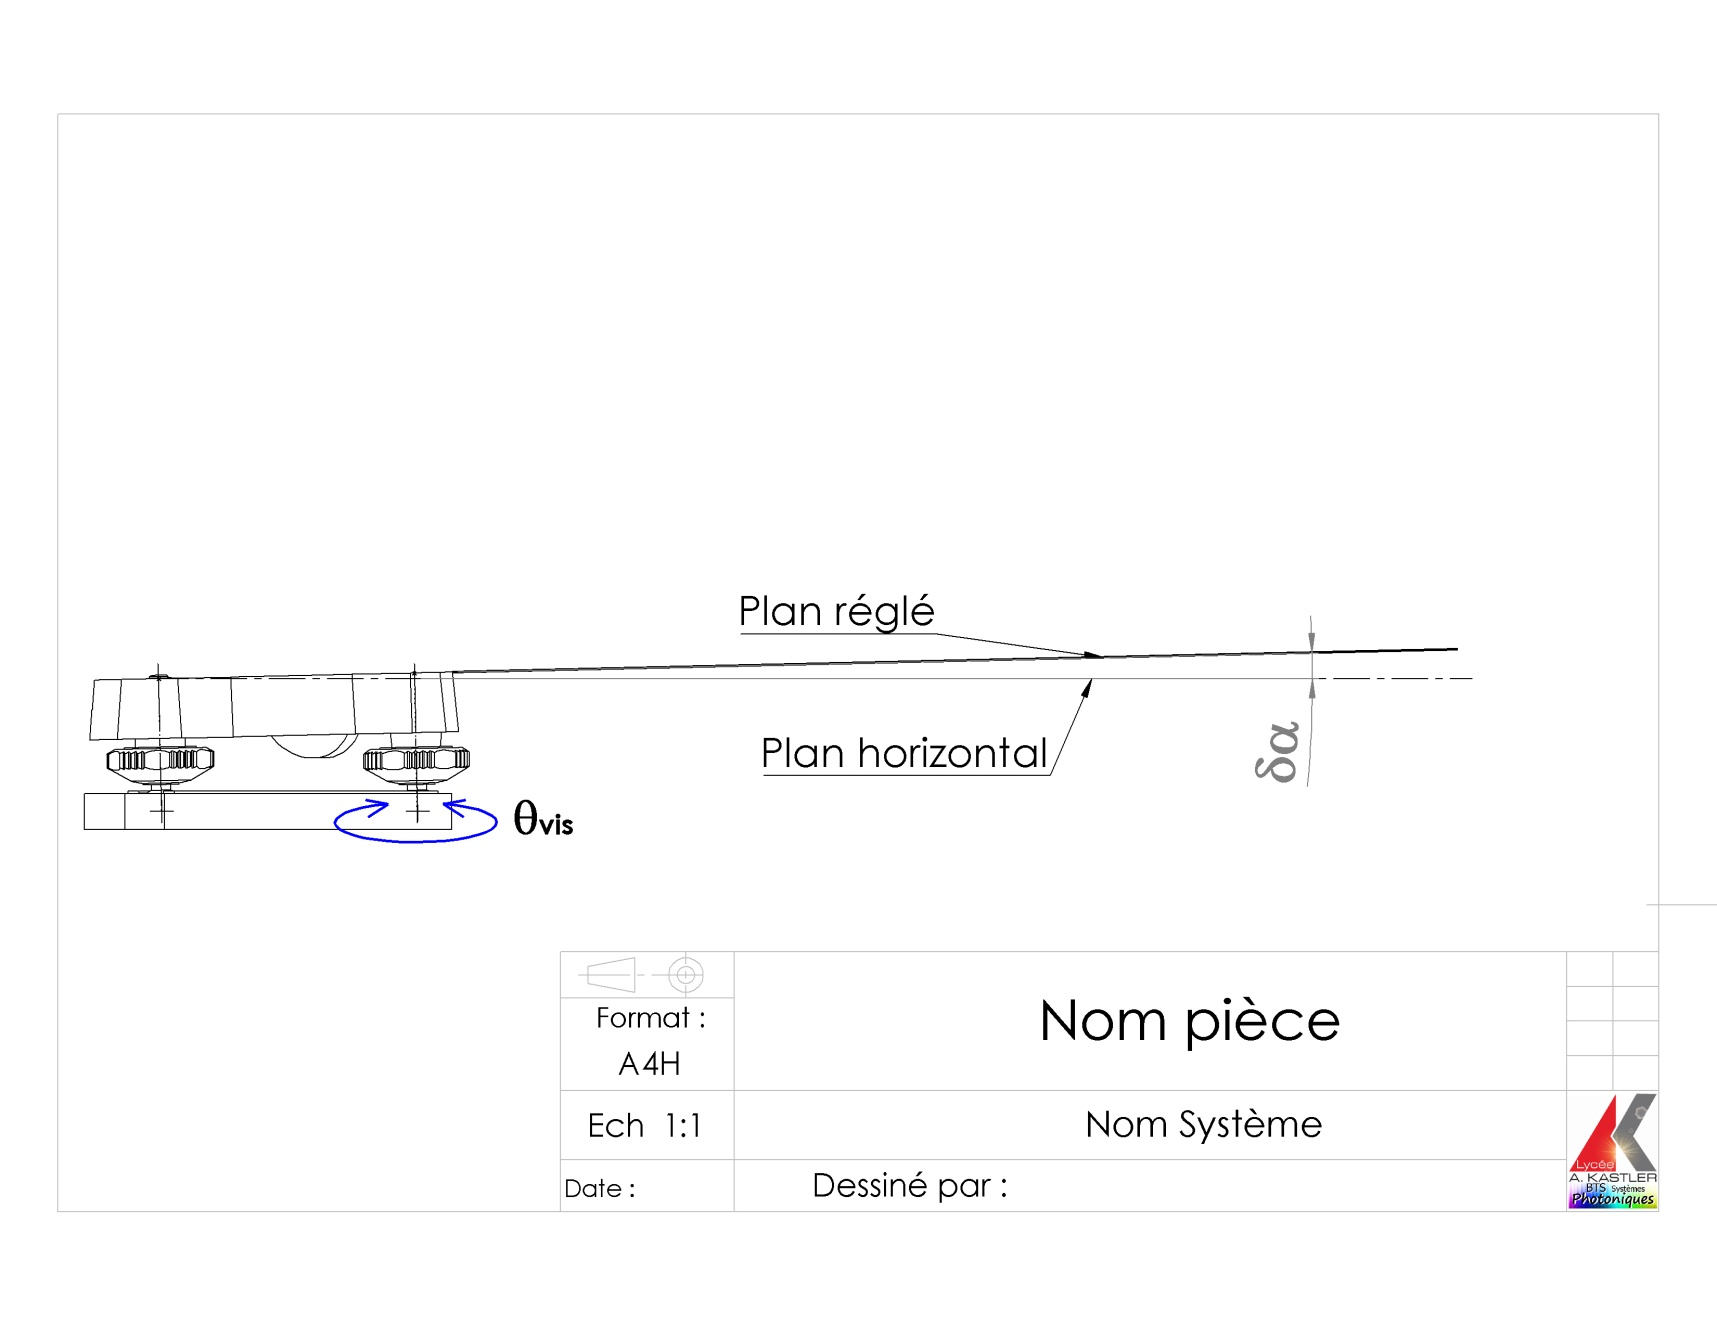 Plan réglé
Plan horizontal
δα
θvis
Format :
A4H
Nom pièce
Ech 1:1
Nom Système
Date :
Dessiné par :
Lycée
A. KASTLER
BTS Systèmes
Photoniques